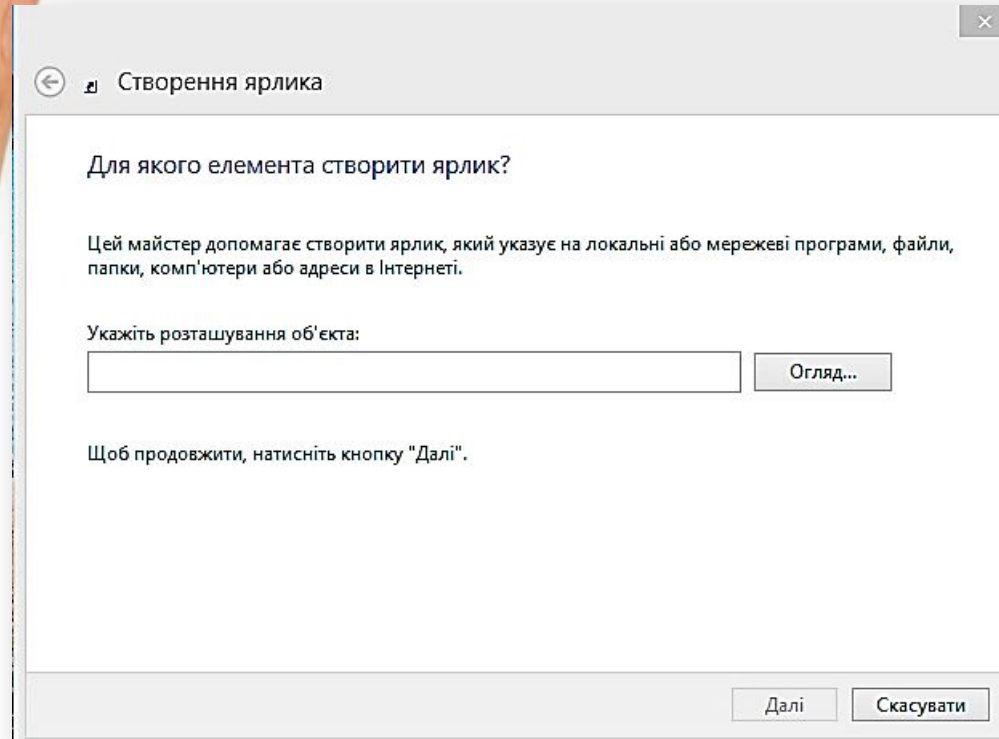 Створення ярлика
Для якого елемента створити ярлик?
Цей майстер допомагає створити ярлик, який указує на локальні або мережеві програми, файли,
папки, комп'ютери або адреси в Інтернеті.
Укажіть розташування об'єкта:
Огляд...
Щоб продовжити, натисніть кнопку "Далі".
Далі
Скасувати